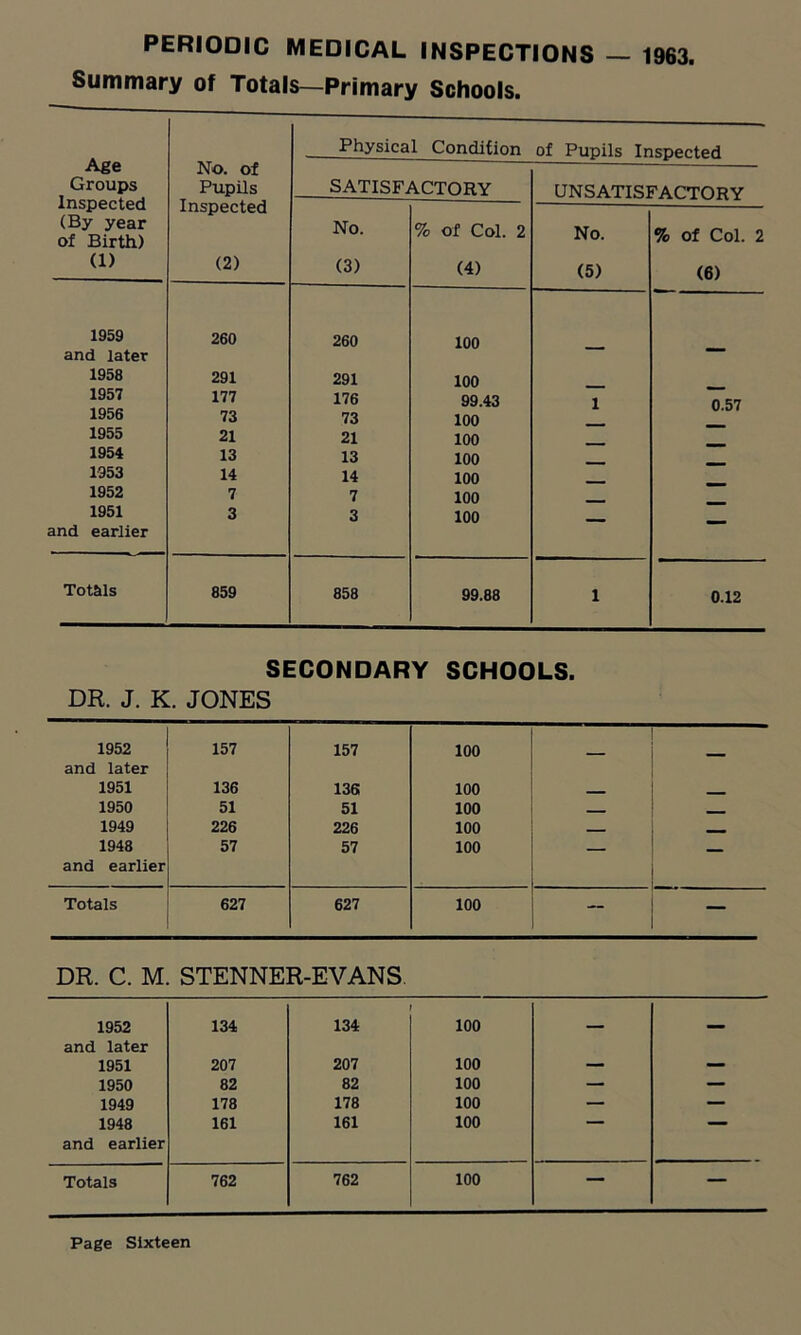 PERIODIC MEDICAL INSPECTIONS — 1963.
Summary of Totals—Primary Schools.
Age Groups Inspected (By year of Birth) (1) | No. of Pupils Inspected (2) | Physical Condition of Pupils Inspected
SATISFACTORY | UNSATISFACTORY
No. (3) | % of Col. 2 (4) | No. (5) | % of Col. 2 (6)
1959 and later | 260 | 260 | 100 | — | —
1958 | 291 | 291 | 100 | — | —
1957 | 177 | 176 | 99.43 | 1 | 0.57
1956 | 73 | 73 | 100 | — | —
1955 | 21 | 21 | 100 | — | —
1954 | 13 | 13 | 100 | — | —
1953 | 14 | 14 | 100 | — | —
1952 | 7 | 7 | 100 | — | —
1951 and earlier | 3 | 3 | 100 | — | —
Totals | 859 | 858 | 99.88 | 1 | 0.12
SECONDARY SCHOOLS.
DR. J. K. JONES
1952 and later | 157 | 157 | 100 | — | —
1951 | 136 | 136 | 100 | — | —
1950 | 51 | 51 | 100 | — | —
1949 | 226 | 226 | 100 | — | —
1948 and earlier | 57 | 57 | 100 | — | —
Totals | 627 | 627 | 100 | — | —
DR. C. M. STENNER-EVANS
1952 and later | 134 | 134 | 100 | — | —
1951 | 207 | 207 | 100 | — | —
1950 | 82 | 82 | 100 | — | —
1949 | 178 | 178 | 100 | — | —
1948 and earlier | 161 | 161 | 100 | — | —
Totals | 762 | 762 | 100 | — | —
Page Sixteen